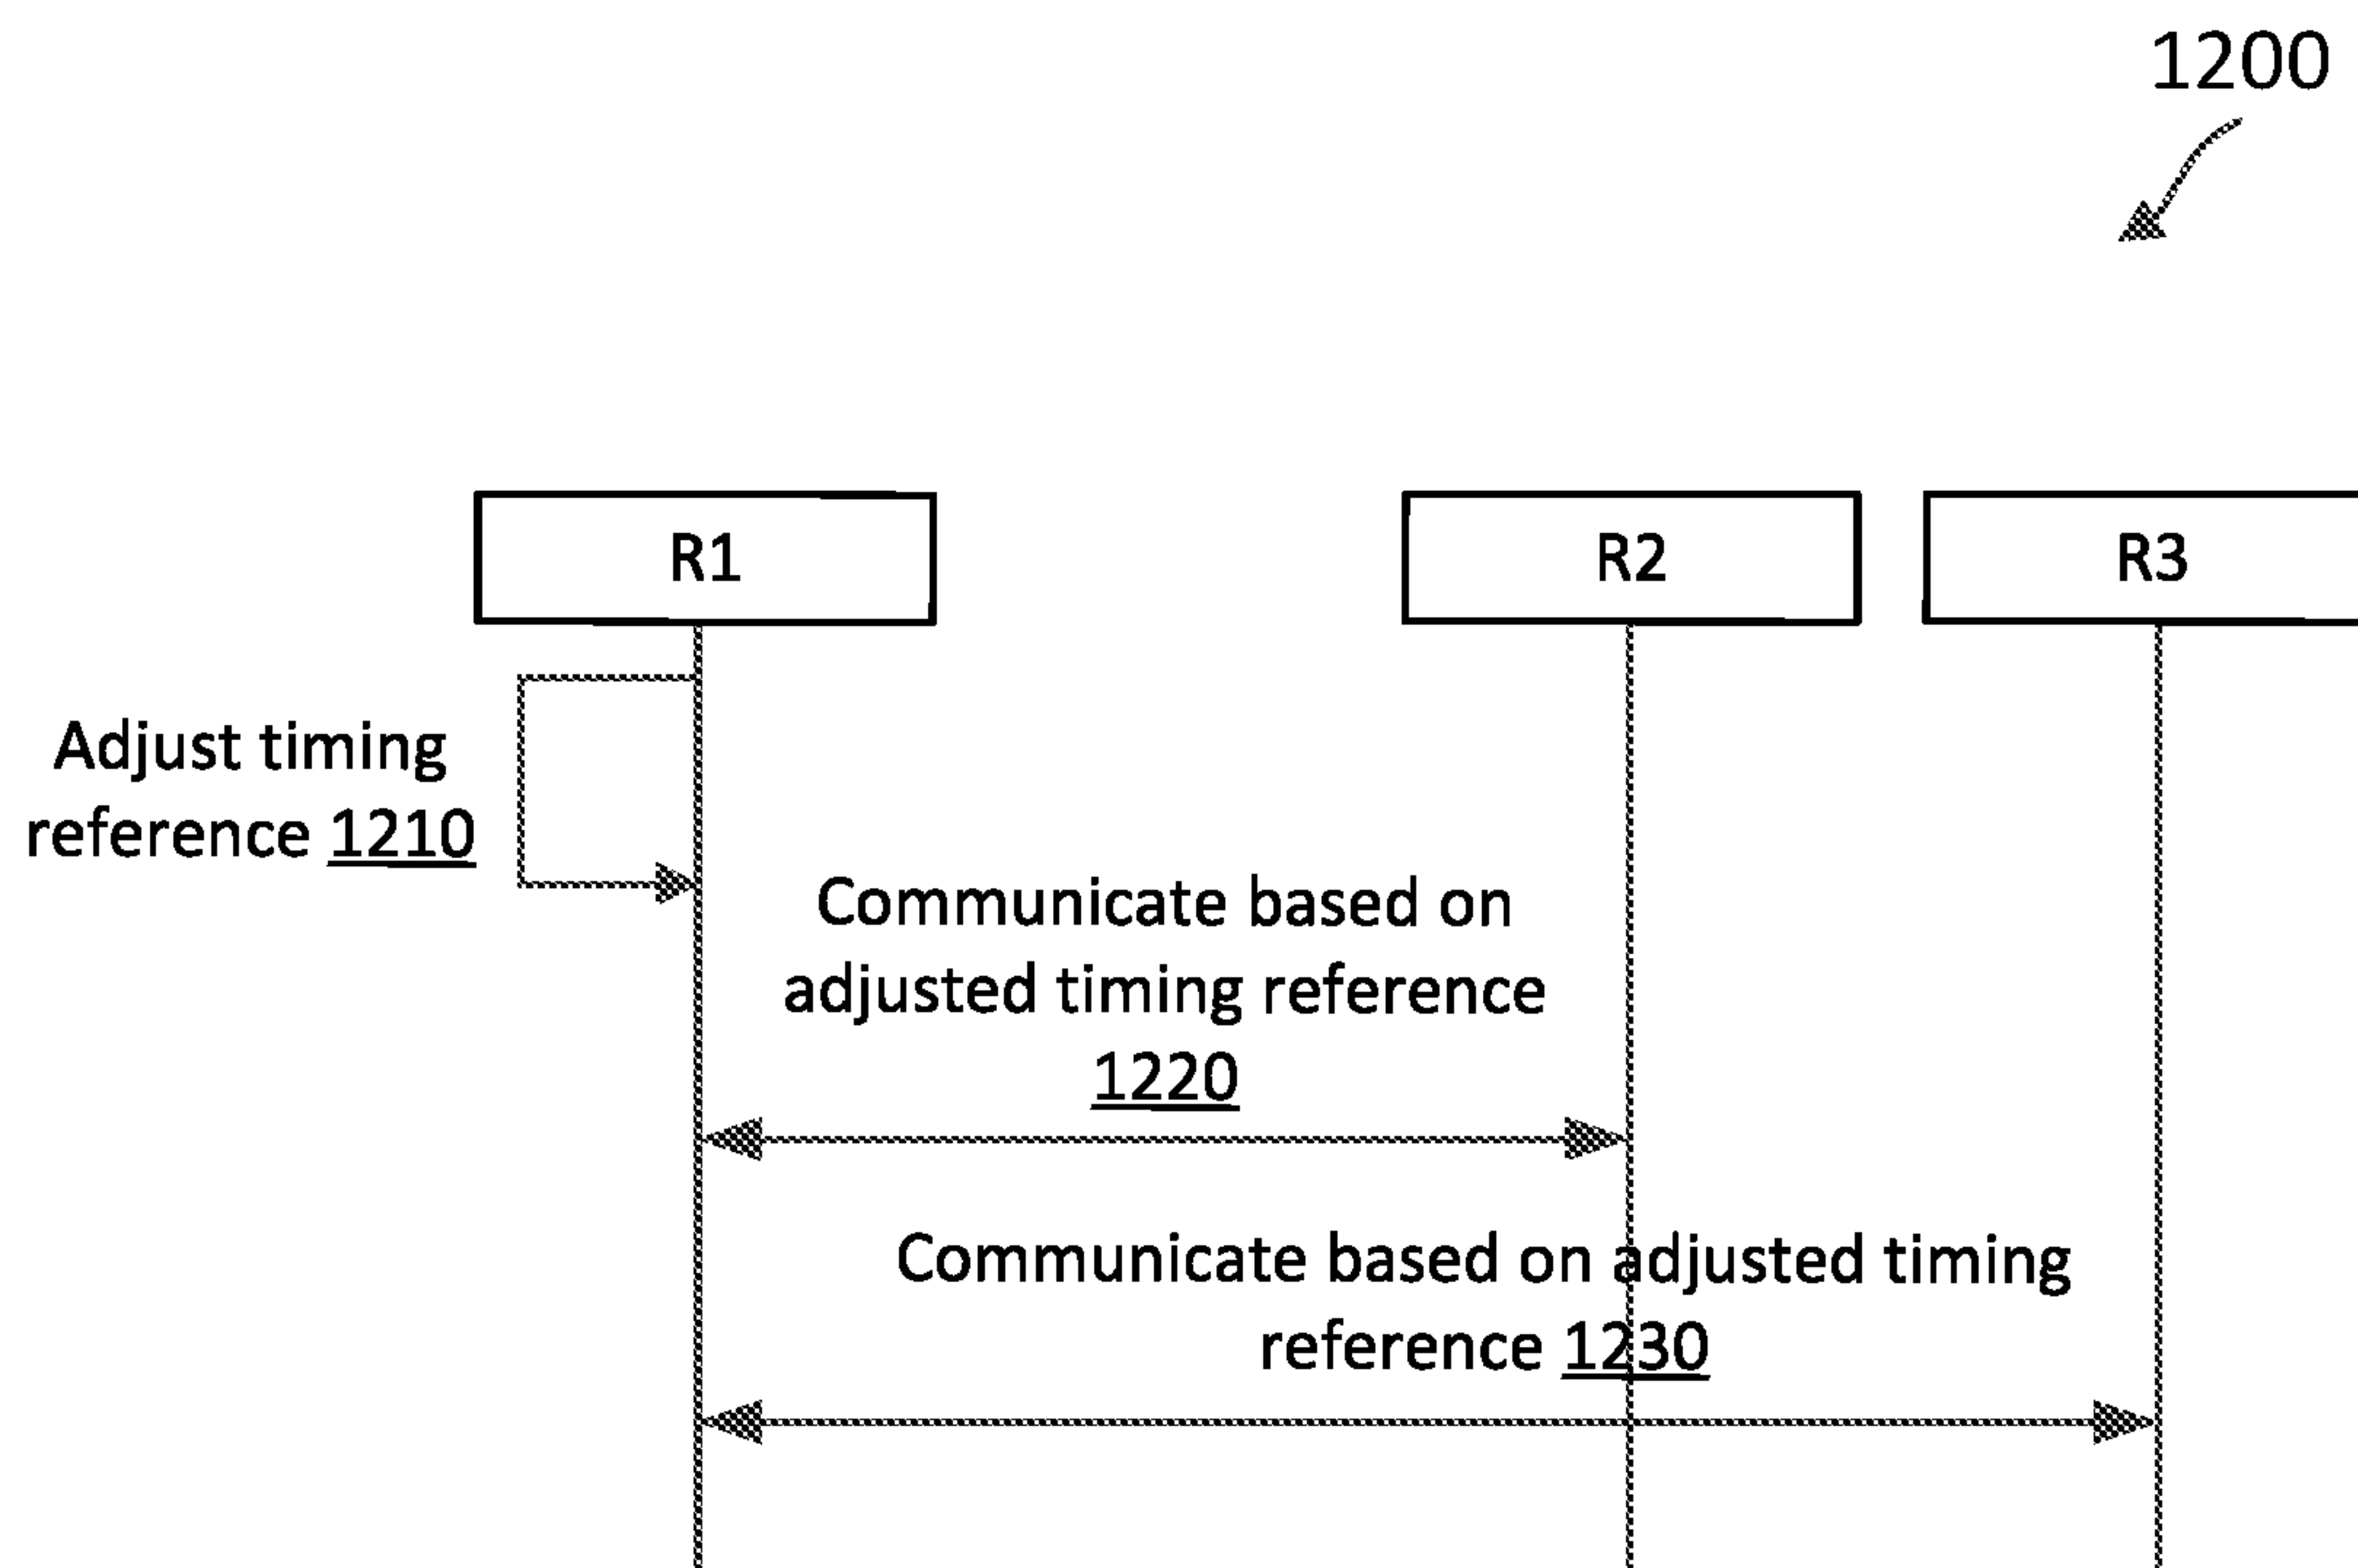 1200
R1
R2
R3
Adjust timing
reference 1210
Communicate based on
adjusted timing reference
1220
Communicate based on adjusted timing
reference 1230